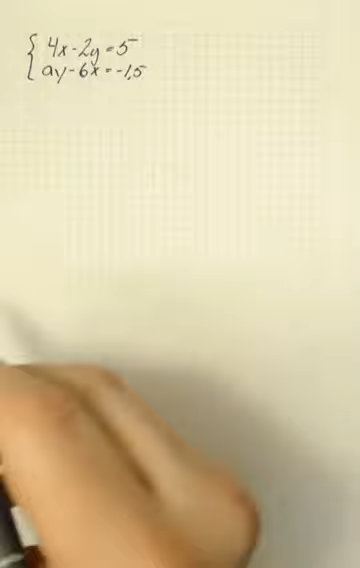 { 4x - 2y = 5
ay - 6x = -1,5